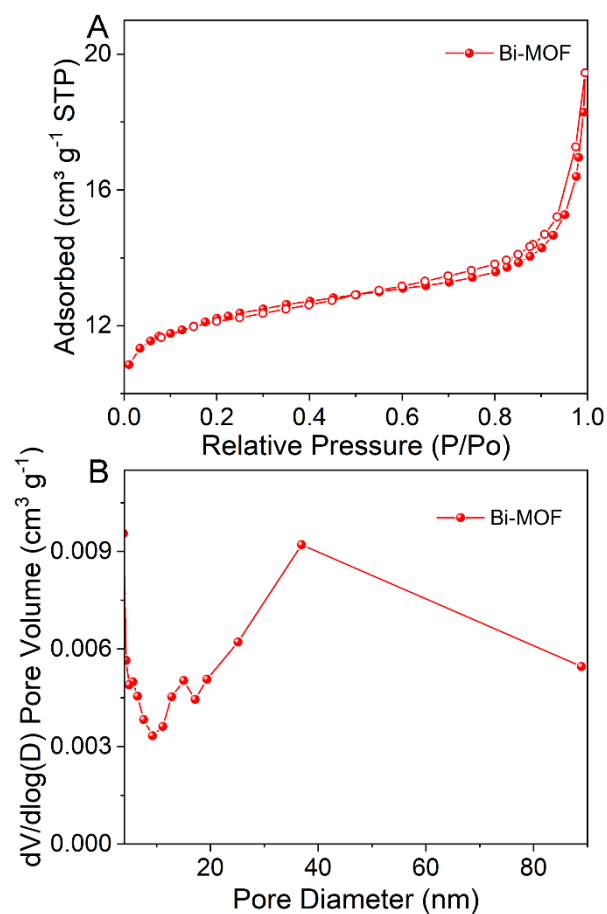 A
Bi-MOF
Adsorbed (cm³ g⁻¹ STP)
20
16
12
0.0 0.2 0.4 0.6 0.8 1.0
Relative Pressure (P/Po)
B
Bi-MOF
dV/dlog(D) Pore Volume (cm³ g⁻¹)
0.009
0.006
0.003
0.000
20 40 60 80
Pore Diameter (nm)